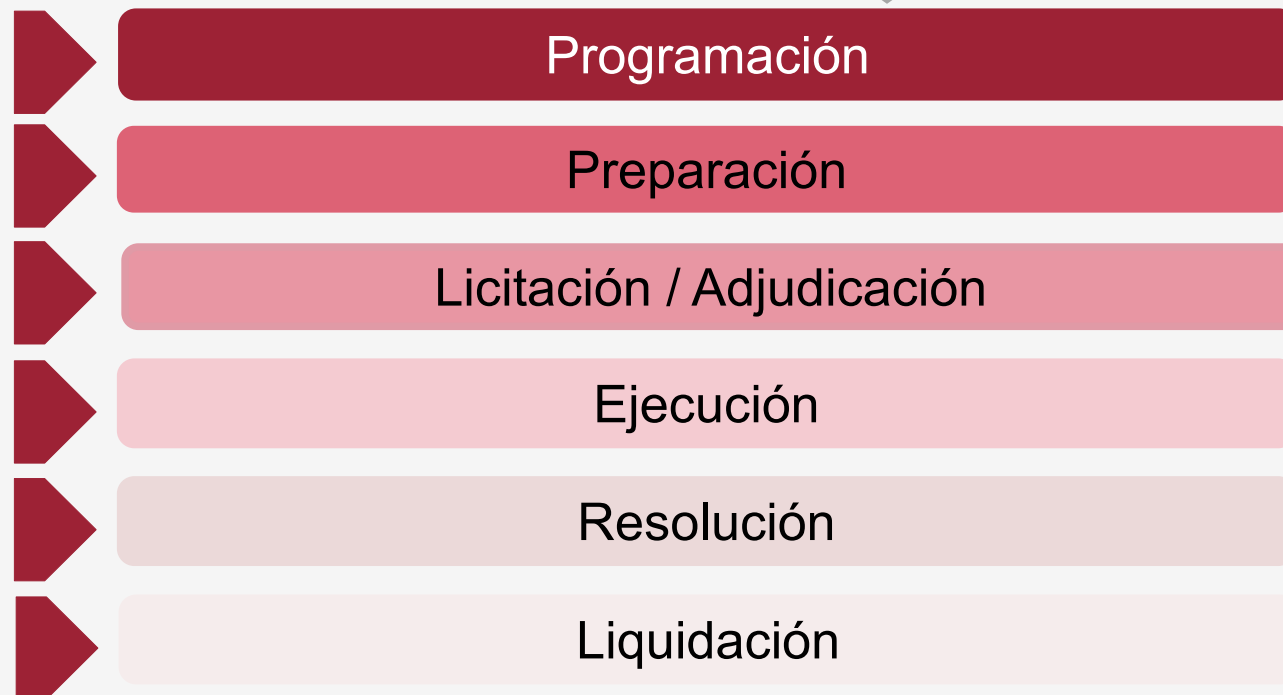 Programación
Preparación
Licitación / Adjudicación
Ejecución
Resolución
Liquidación